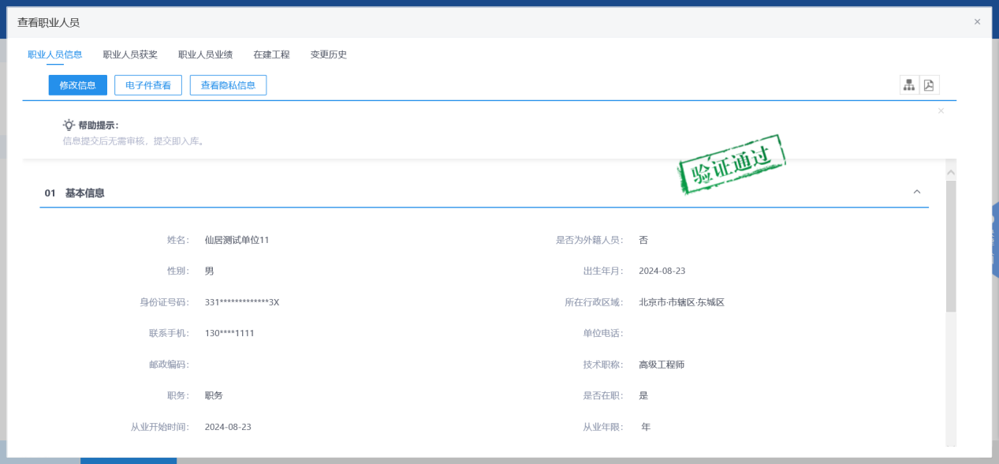 查看职业人员 ×
职业人员信息 职业人员获奖 职业人员业绩 在建工程 变更历史
修改信息 电子件查看 查看隐私信息
帮助提示：
信息提交后无需审核，提交即入库。
验证通过
01 基本信息
姓名： 仙居测试单位11 是否为外籍人员： 否
性别： 男 出生年月： 2024-08-23
身份证号码： 331*************3X 所在行政区域： 北京市·市辖区·东城区
联系手机： 130****1111 单位电话：
邮政编码： 技术职称： 高级工程师
职务： 职务 是否在职： 是
从业开始时间： 2024-08-23 从业年限： 年